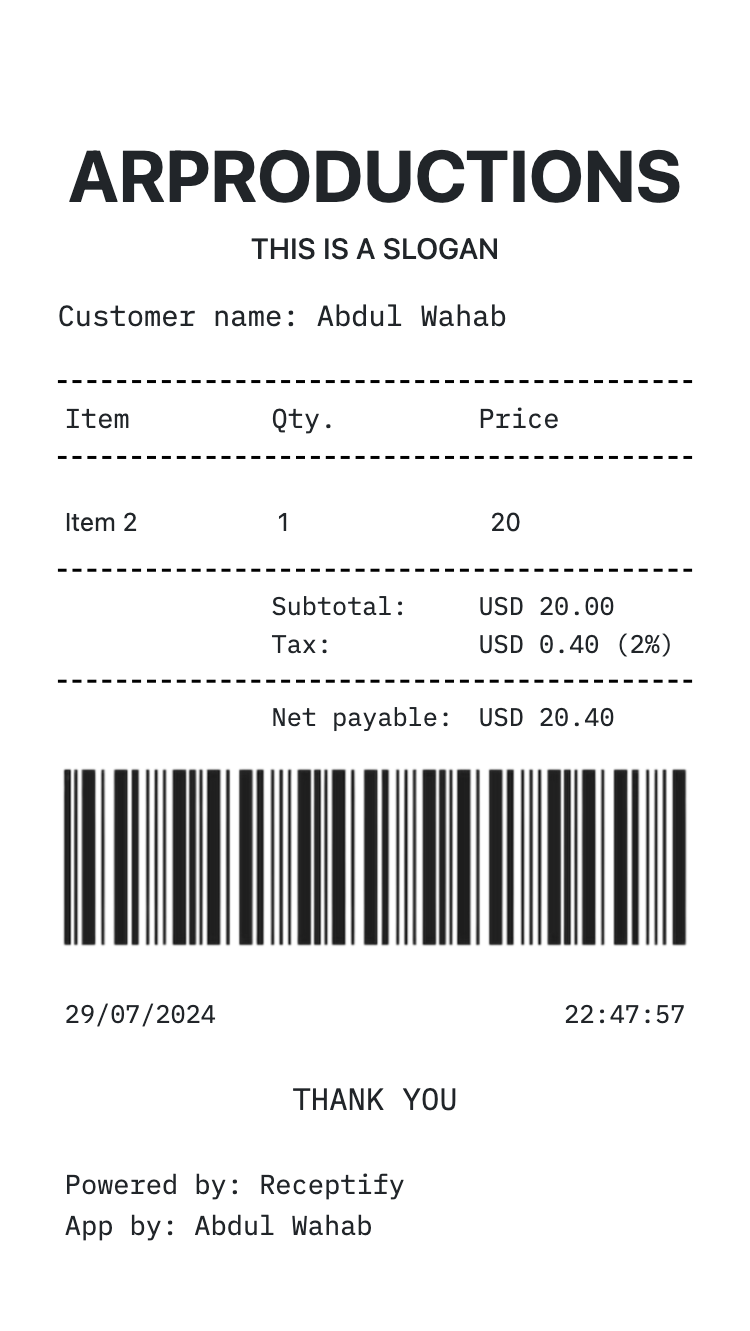 ARPRODUCTIONS
THIS IS A SLOGAN
Customer name: Abdul Wahab
Item Qty. Price
Item 2 1 20
Subtotal: USD 20.00
Tax: USD 0.40 (2%)
Net payable: USD 20.40
29/07/2024 22:47:57
THANK YOU
Powered by: Receptify
App by: Abdul Wahab